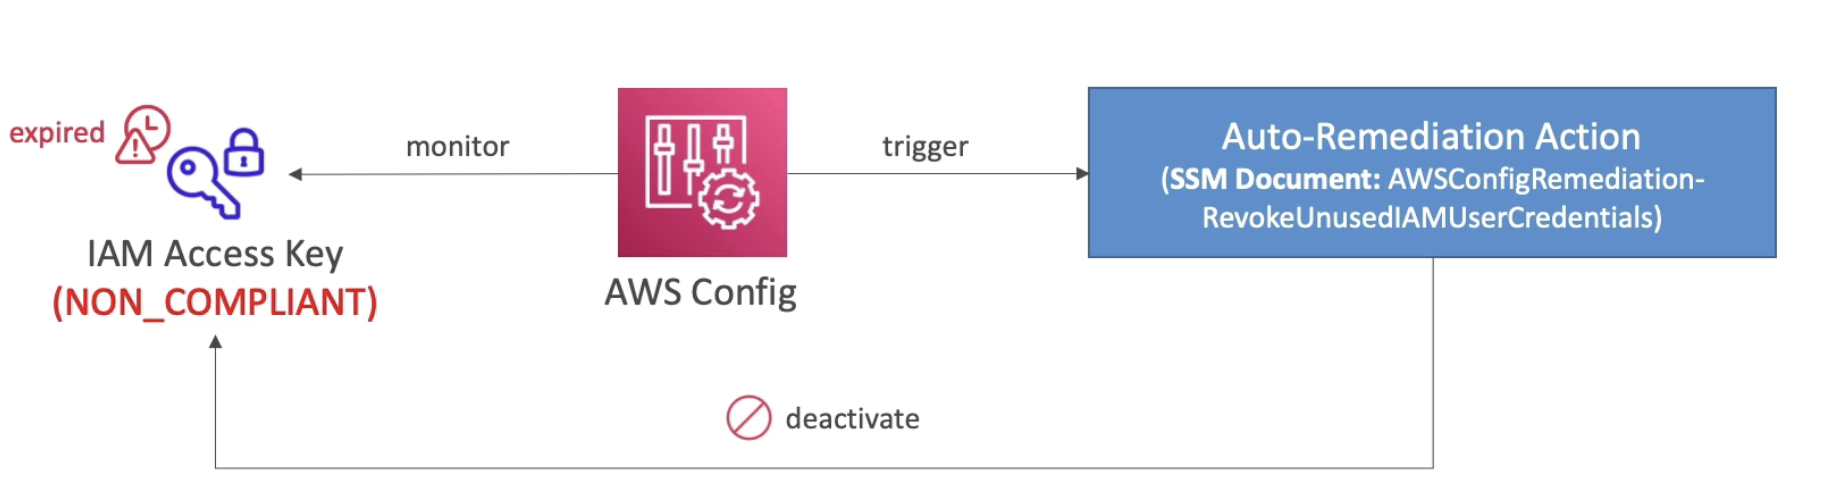 expired
monitor
trigger
Auto-Remediation Action
(SSM Document: AWSConfigRemediation-
RevokeUnusedIAMUserCredentials)
IAM Access Key
(NON_COMPLIANT)
AWS Config
deactivate